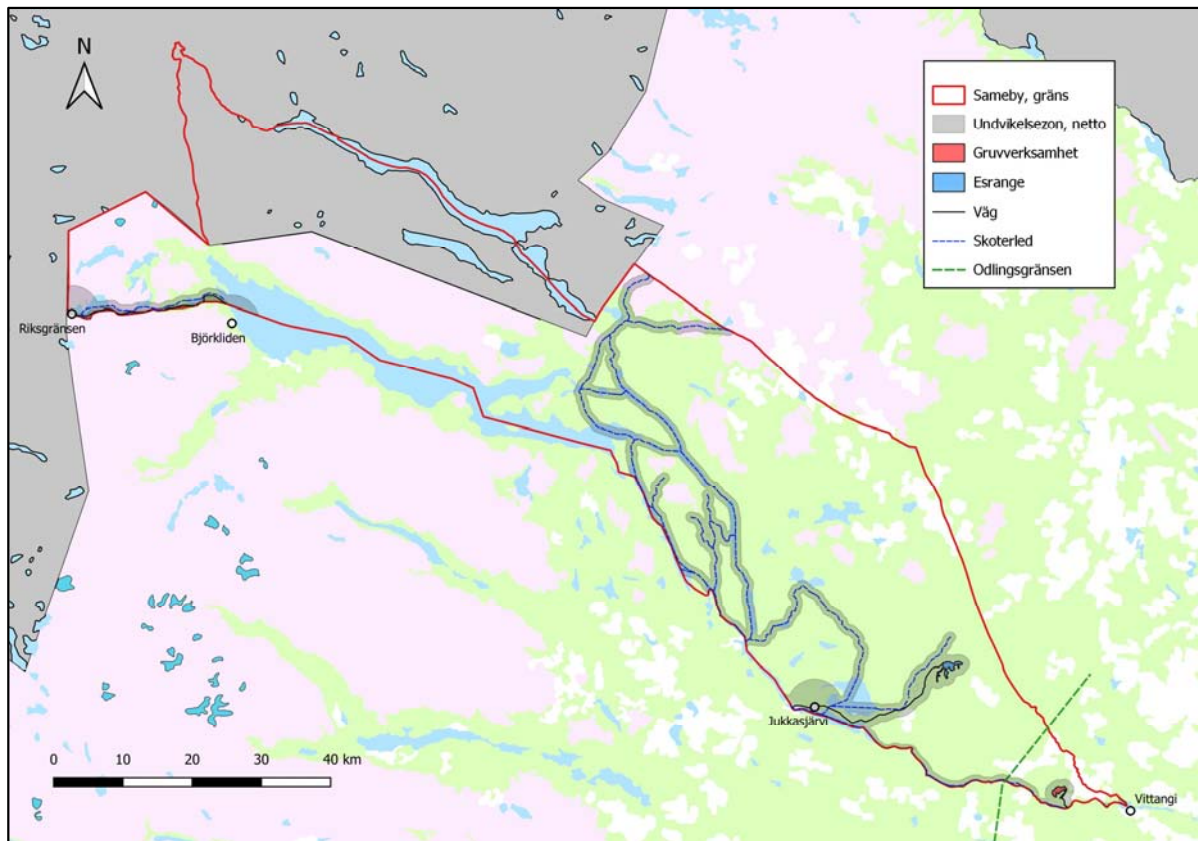 N
Sameby, gräns
Undvikelsezon, netto
Gruvverksamhet
Esrange
Väg
Skoterled
Odlingsgränsen
Riksgränsen
Björkliden
Jukkasjärvi
0 10 20 30 40 km
Vittangi